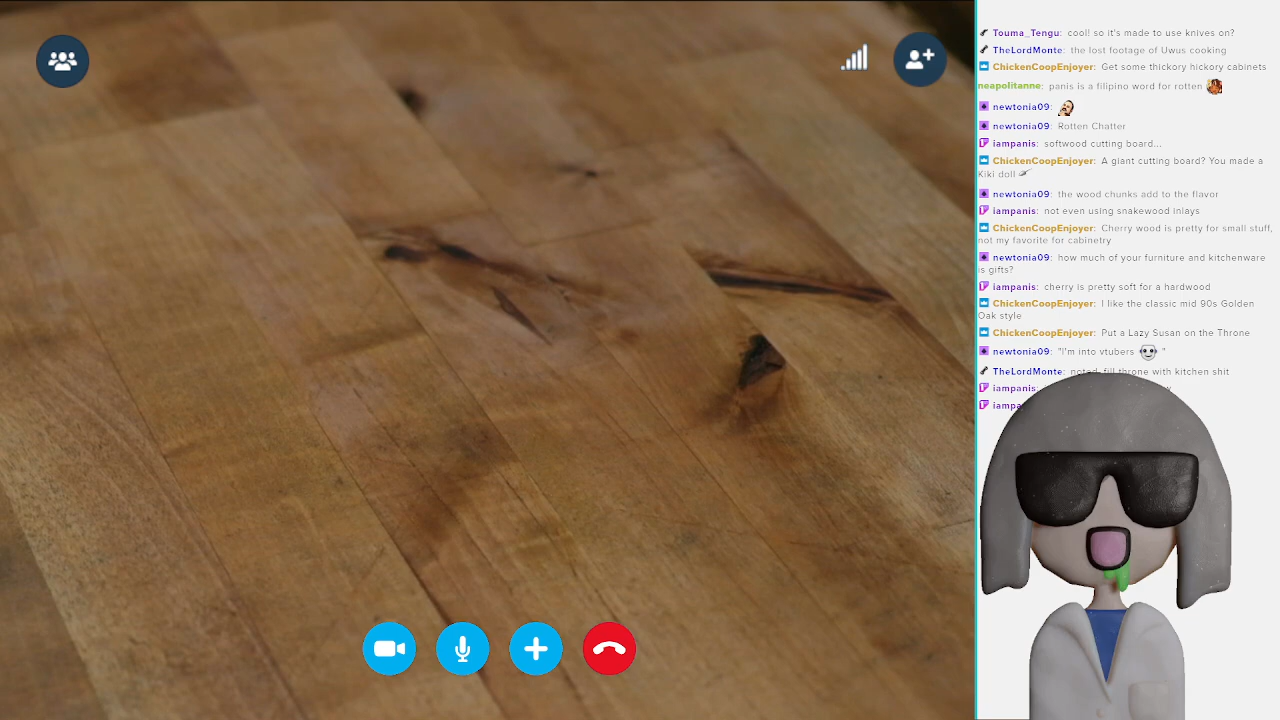 Touma_Tengu: cool! so it's made to use knives on?
TheLordMonte: the lost footage of Uwus cooking
ChickenCoopEnjoyer: Get some thickory hickory cabinets
neapolitanne: panis is a filipino word for rotten
newtonia09:
newtonia09: Rotten Chatter
iampanis: softwood cutting board...
ChickenCoopEnjoyer: A giant cutting board? You made a
Kiki doll
newtonia09: the wood chunks add to the flavor
iampanis: not even using snakewood inlays
ChickenCoopEnjoyer: Cherry wood is pretty for small stuff,
not my favorite for cabinetry
newtonia09: how much of your furniture and kitchenware
is gifts?
iampanis: cherry is pretty soft for a hardwood
ChickenCoopEnjoyer: I like the classic mid 90s Golden
Oak style
ChickenCoopEnjoyer: Put a Lazy Susan on the Throne
newtonia09: "I'm into vtubers "
TheLordMonte: noted, fill throne with kitchen shit
iampanis:
iampa